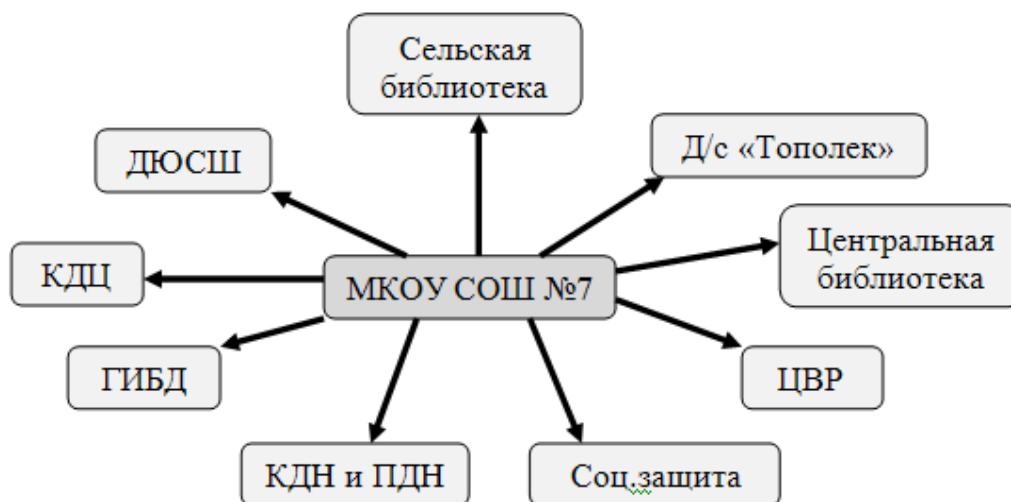 Сельская
библиотека
Д/с «Тополек»
ДЮСШ
Центральная
библиотека
КДЦ
МКОУ СОШ №7
ГИБД
ЦВР
КДН и ПДН
Соц.защита